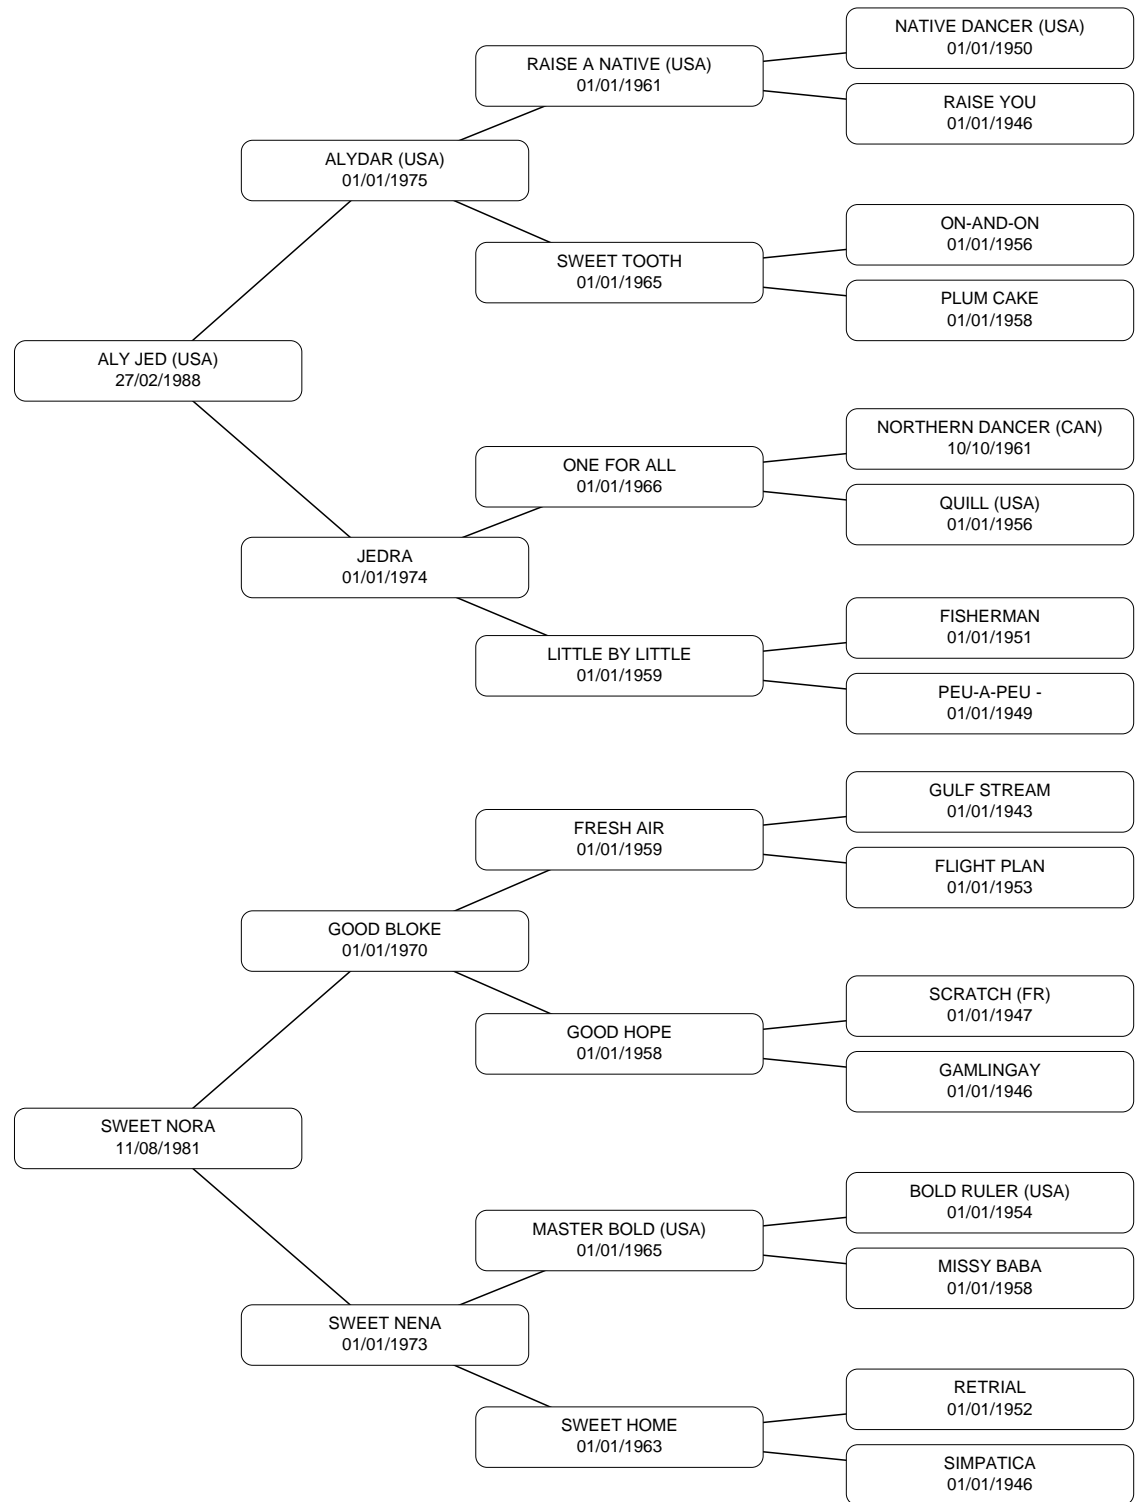 NATIVE DANCER (USA)
01/01/1950
RAISE A NATIVE (USA)
01/01/1961
RAISE YOU
01/01/1946
ALYDAR (USA)
01/01/1975
ON-AND-ON
01/01/1956
SWEET TOOTH
01/01/1965
PLUM CAKE
01/01/1958
ALY JED (USA)
27/02/1988
NORTHERN DANCER (CAN)
10/10/1961
ONE FOR ALL
01/01/1966
QUILL (USA)
01/01/1956
JEDRA
01/01/1974
FISHERMAN
01/01/1951
LITTLE BY LITTLE
01/01/1959
PEU-A-PEU -
01/01/1949
GULF STREAM
01/01/1943
FRESH AIR
01/01/1959
FLIGHT PLAN
01/01/1953
GOOD BLOKE
01/01/1970
SCRATCH (FR)
01/01/1947
GOOD HOPE
01/01/1958
GAMLINGAY
01/01/1946
SWEET NORA
11/08/1981
BOLD RULER (USA)
01/01/1954
MASTER BOLD (USA)
01/01/1965
MISSY BABA
01/01/1958
SWEET NENA
01/01/1973
RETRIAL
01/01/1952
SWEET HOME
01/01/1963
SIMPATICA
01/01/1946